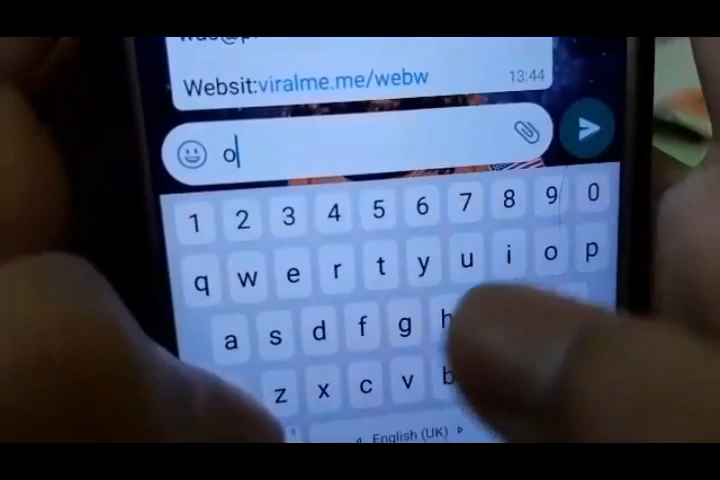 Websit:viralme.me/webw
13:44
o
1 2 3 4 5 6 7 8 9 0
q w e r t y u i o p
a s d f g h
z x c v b
English (UK)